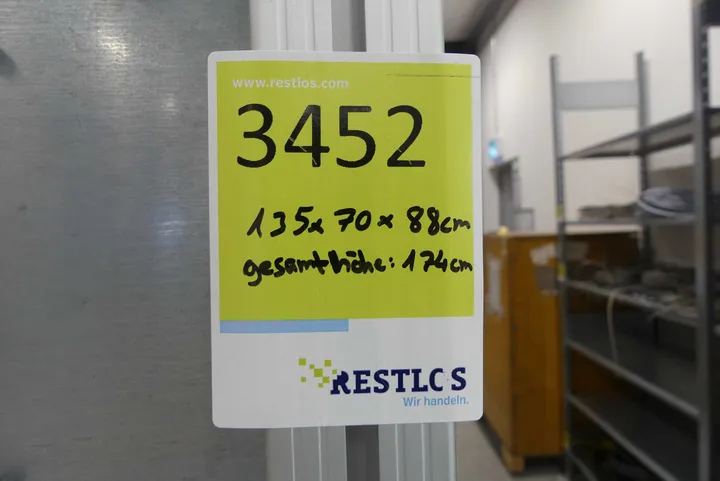 www.restlos.com
3452
135x 70 x 88cm
gesamthöhe: 174cm
RESTLOS
Wir handeln.